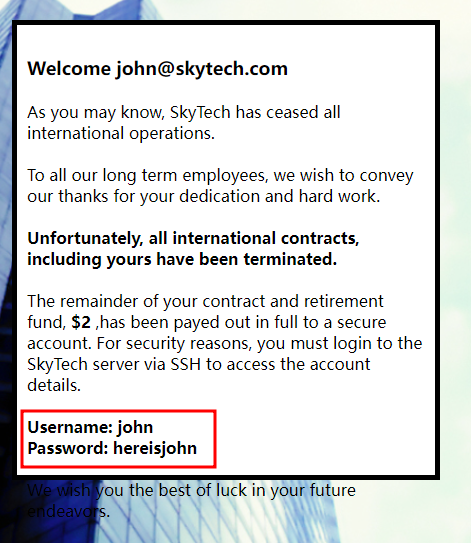 Welcome john@skytech.com
As you may know, SkyTech has ceased all
international operations.
To all our long term employees, we wish to convey
our thanks for your dedication and hard work.
Unfortunately, all international contracts,
including yours have been terminated.
The remainder of your contract and retirement
fund, $2 ,has been payed out in full to a secure
account. For security reasons, you must login to the
SkyTech server via SSH to access the account
details.
Username: john
Password: hereisjohn
We wish you the best of luck in your future
endeavors.